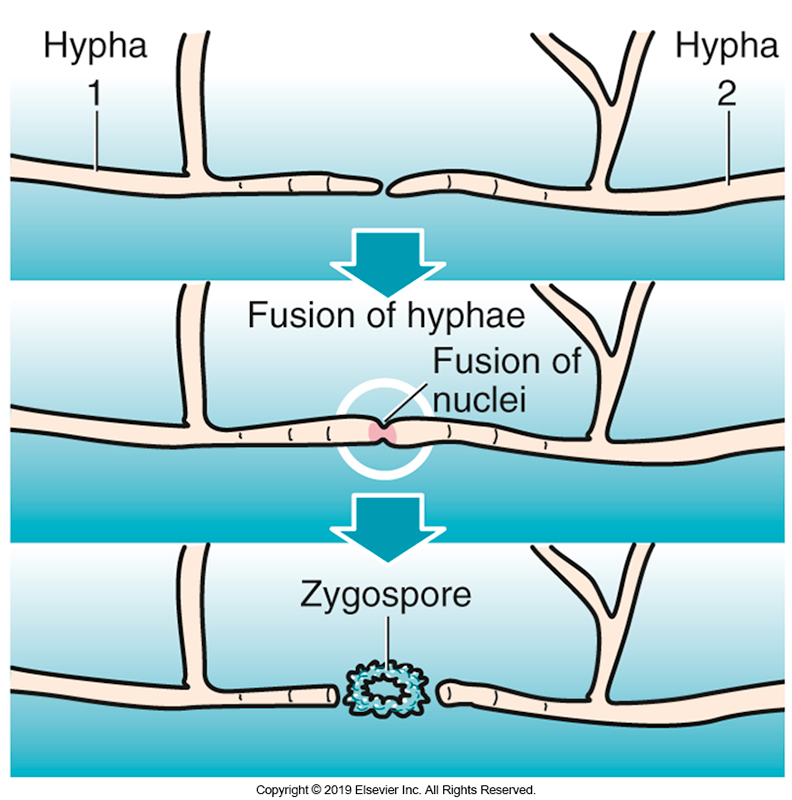 Hypha
1
Hypha
2
Fusion of hyphae
Fusion of
nuclei
Zygospore
Copyright © 2019 Elsevier Inc. All Rights Reserved.